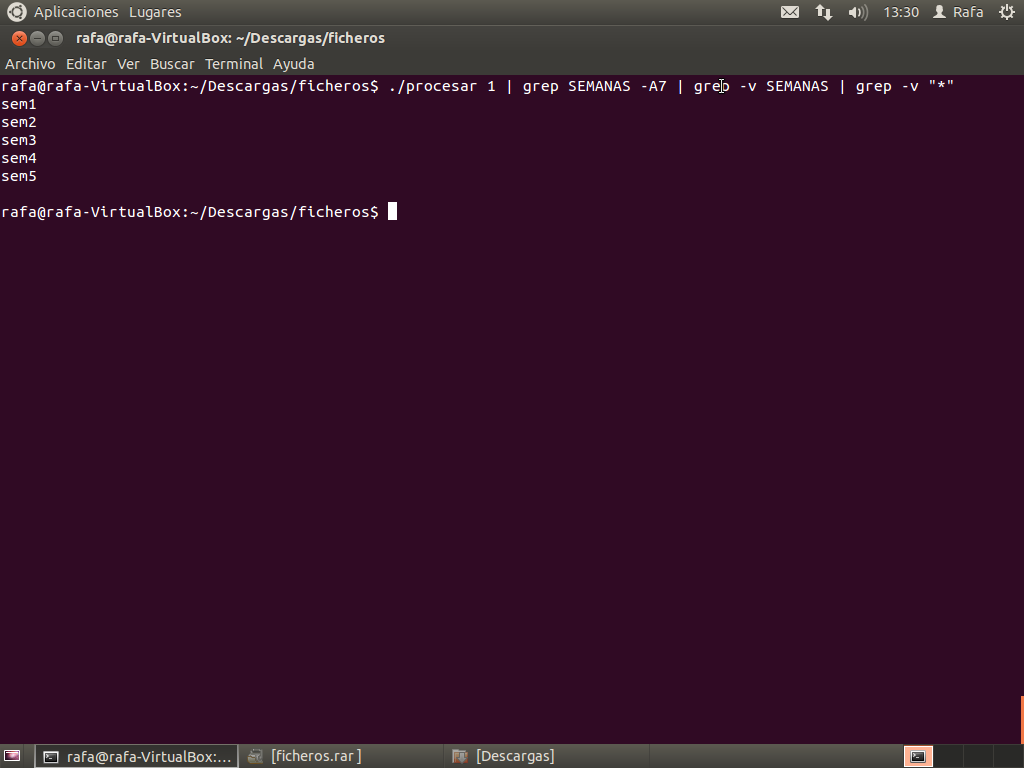 Aplicaciones Lugares 13:30 Rafa
rafa@rafa-VirtualBox: ~/Descargas/ficheros
Archivo Editar Ver Buscar Terminal Ayuda
rafa@rafa-VirtualBox:~/Descargas/ficheros$ ./procesar 1 | grep SEMANAS -A7 | grep -v SEMANAS | grep -v "*"
sem1
sem2
sem3
sem4
sem5
rafa@rafa-VirtualBox:~/Descargas/ficheros$
rafa@rafa-VirtualBox:... [ficheros.rar ] [Descargas]